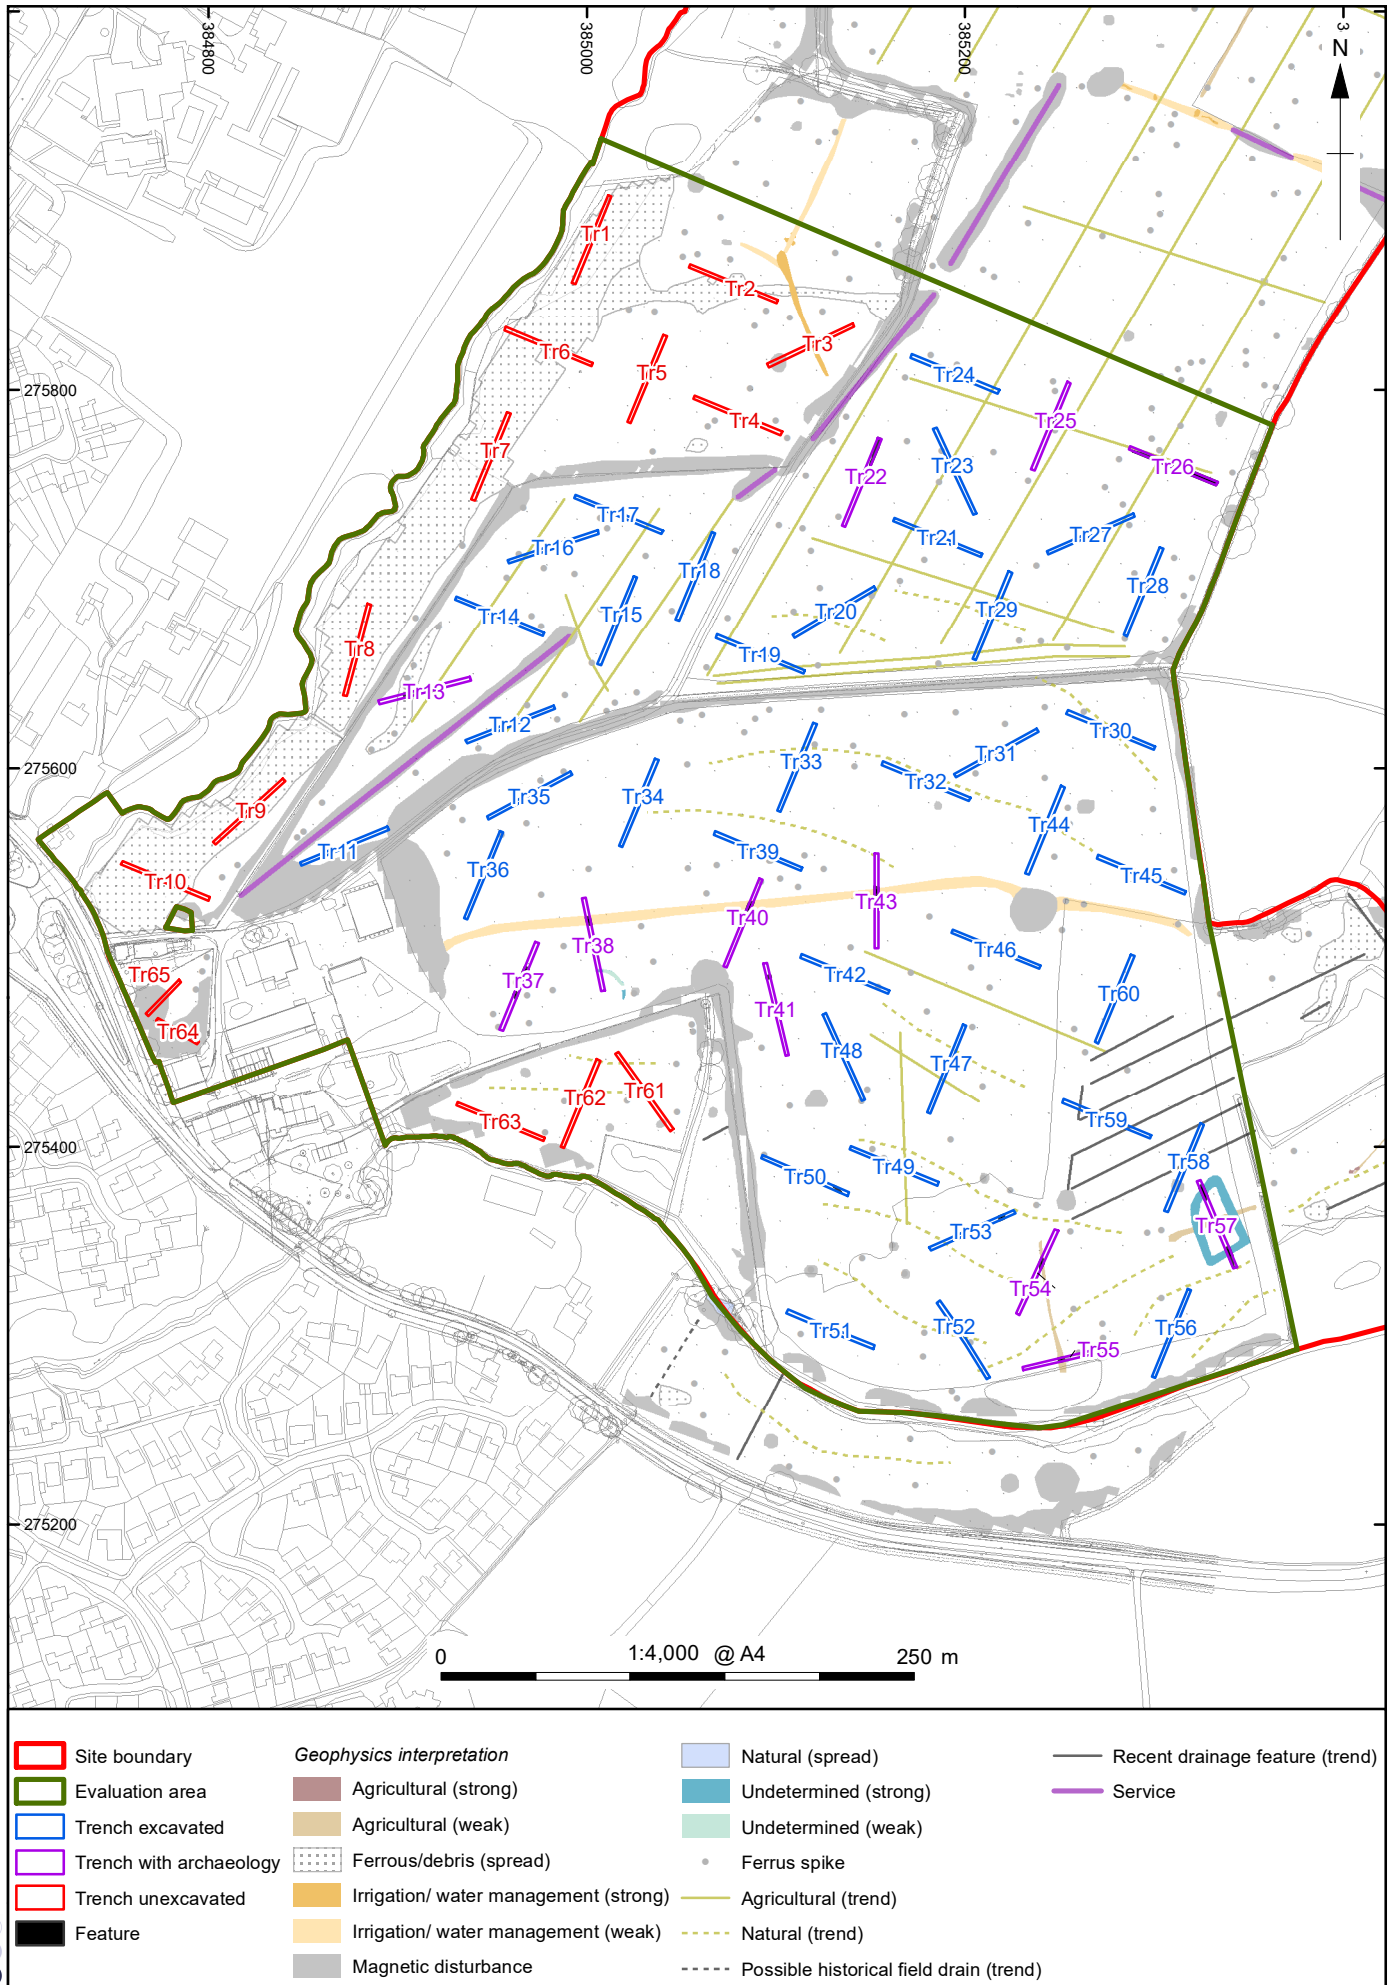 384800
385000
385200
3
N
Tr1
Tr2
Tr3
Tr6
Tr5
275800
Tr24
Tr4
Tr25
Tr7
Tr22
Tr23
Tr26
Tr17
Tr16
Tr21
Tr27
Tr18
Tr28
Tr14
Tr15
Tr20
Tr29
Tr8
Tr19
Tr13
Tr12
Tr30
Tr31
275600
Tr33
Tr32
Tr35
Tr34
Tr9
Tr44
Tr11
Tr39
Tr36
Tr45
Tr10
Tr43
Tr40
Tr38
Tr46
Tr65
Tr37
Tr42
Tr60
Tr41
Tr64
Tr48
Tr47
Tr61
Tr62
Tr63
Tr59
275400
Tr58
Tr50
Tr49
Tr57
Tr53
Tr54
Tr51
Tr52
Tr56
Tr55
275200
0 1:4,000 @ A4 250 m
Site boundary
Evaluation area
Trench excavated
Trench with archaeology
Trench unexcavated
Feature
Geophysics interpretation
Agricultural (strong)
Agricultural (weak)
Ferrous/debris (spread)
Irrigation/ water management (strong)
Irrigation/ water management (weak)
Magnetic disturbance
Natural (spread)
Undetermined (strong)
Undetermined (weak)
Ferrus spike
Agricultural (trend)
Natural (trend)
Possible historical field drain (trend)
Recent drainage feature (trend)
Service